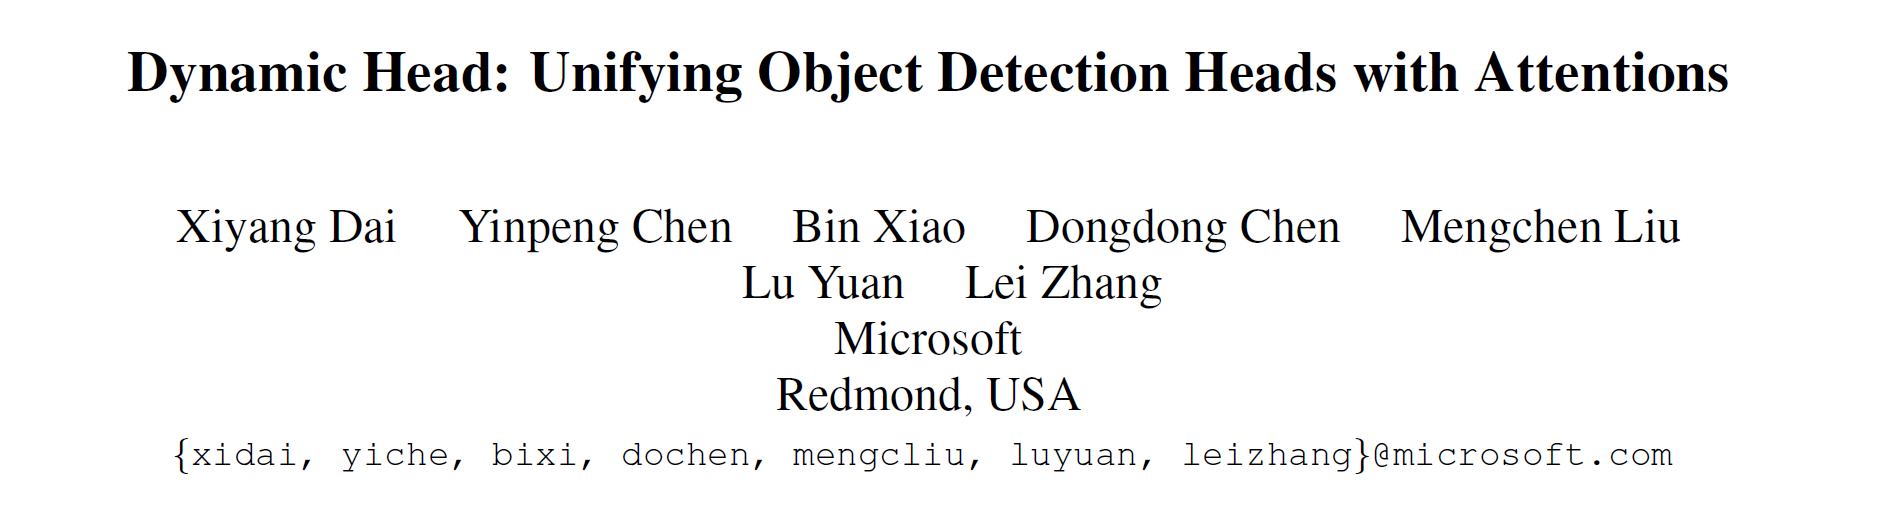 Dynamic Head: Unifying Object Detection Heads with Attentions
Xiyang Dai Yinpeng Chen Bin Xiao Dongdong Chen Mengchen Liu
Lu Yuan Lei Zhang
Microsoft
Redmond, USA
{xidai, yiche, bixi, dochen, mengcliu, luyuan, leizhang}@microsoft.com